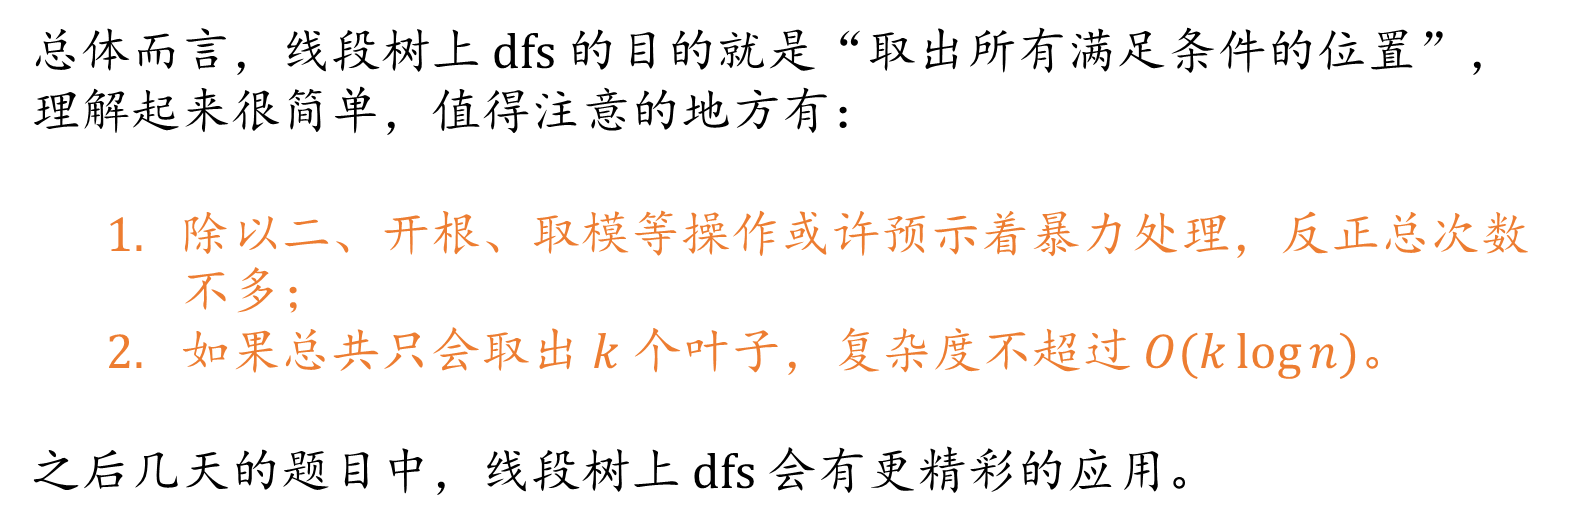 总体而言，线段树上 dfs 的目的就是“取出所有满足条件的位置”，
理解起来很简单，值得注意的地方有：
1. 除以二、开根、取模等操作或许预示着暴力处理，反正总次数
不多；
2. 如果总共只会取出 k 个叶子，复杂度不超过 O(k log n)。
之后几天的题目中，线段树上 dfs 会有更精彩的应用。